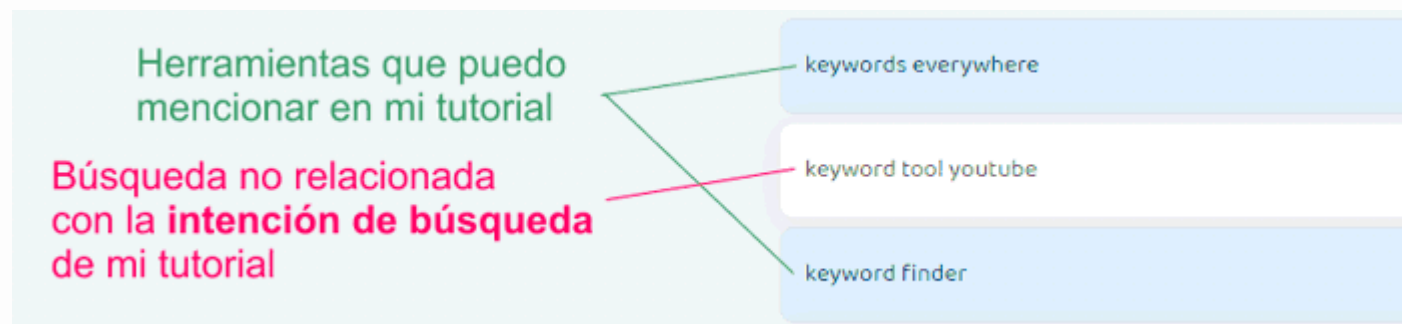 Herramientas que puedo
mencionar en mi tutorial
Búsqueda no relacionada
con la intención de búsqueda
de mi tutorial
keywords everywhere
keyword tool youtube
keyword finder